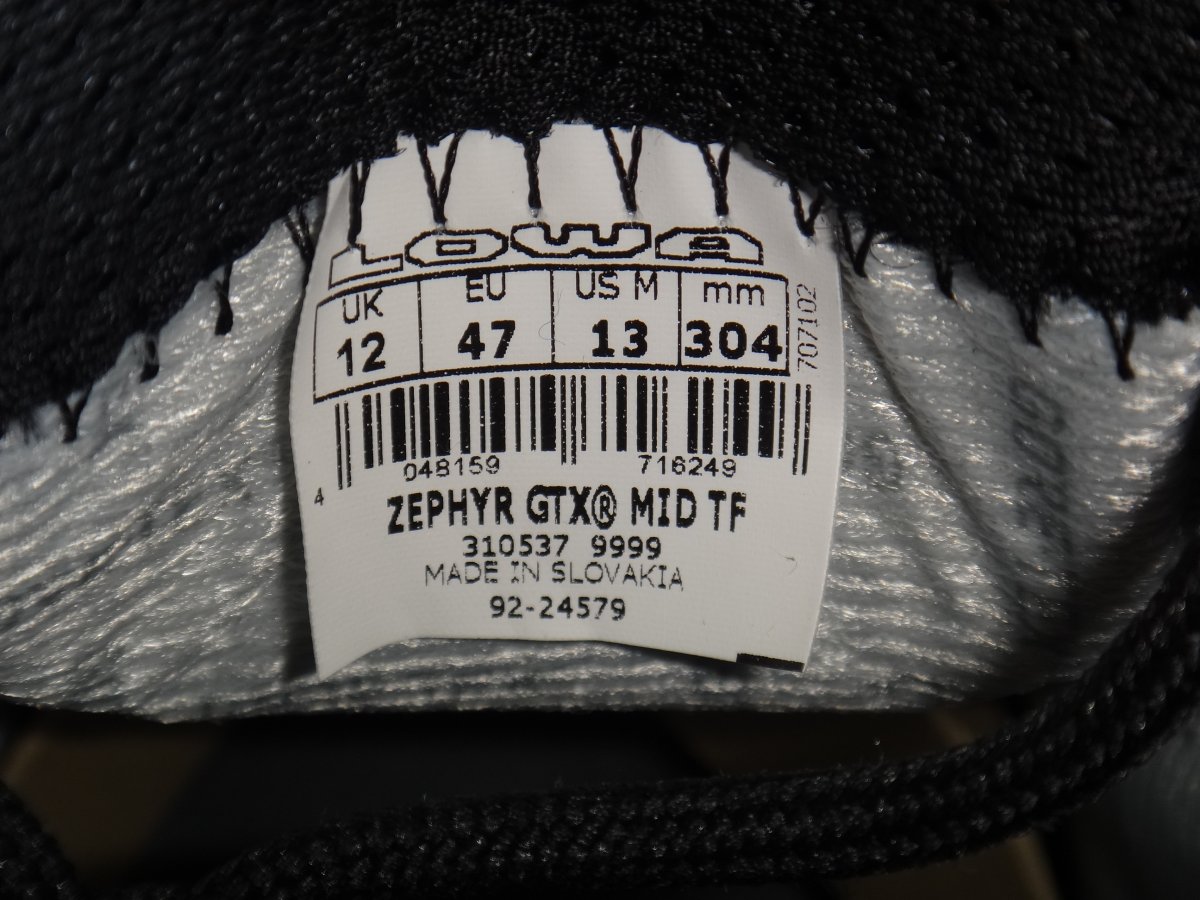 LOWA
UK EU US M mm
12 47 13 304
707102
4 048159 716249
ZEPHYR GTX® MID TF
310537 9999
MADE IN SLOVAKIA
92-24579